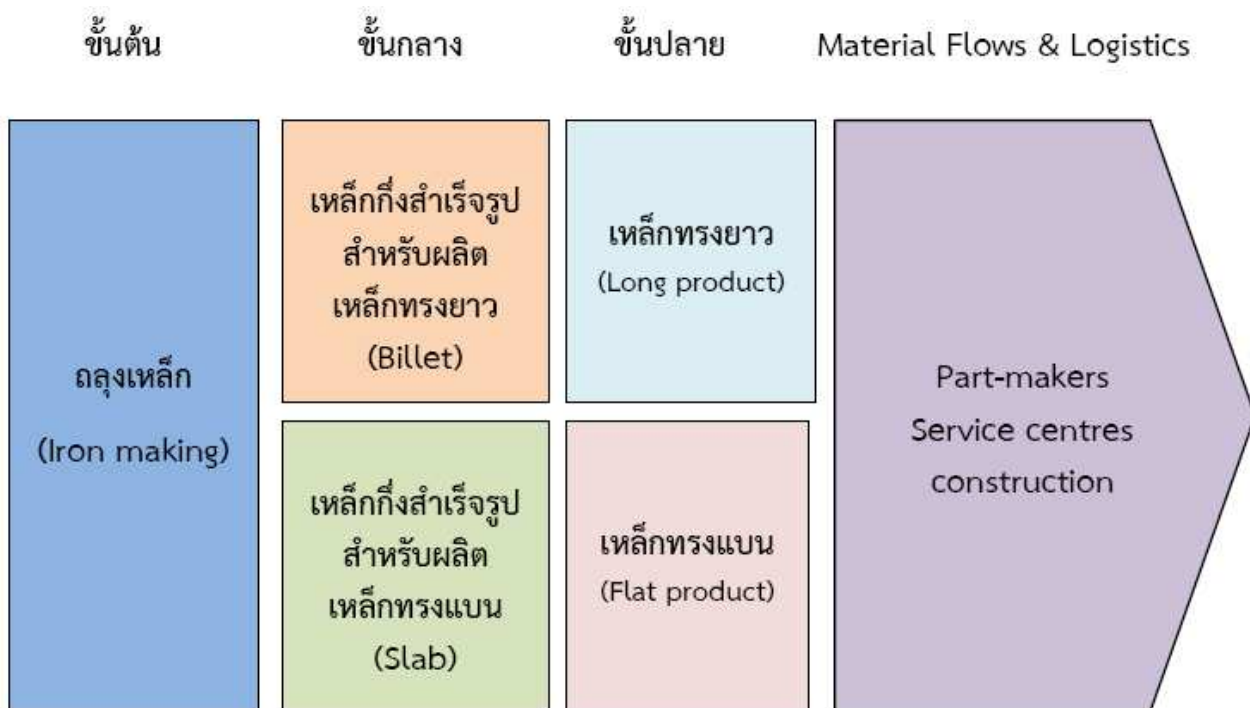 ขั้นต้น
ขั้นกลาง
ขั้นปลาย
Material Flows & Logistics
ถลุงเหล็ก
(Iron making)
เหล็กกึ่งสำเร็จรูป
สำหรับผลิต
เหล็กทรงยาว
(Billet)
เหล็กกึ่งสำเร็จรูป
สำหรับผลิต
เหล็กทรงแบน
(Slab)
เหล็กทรงยาว
(Long product)
เหล็กทรงแบน
(Flat product)
Part-makers
Service centres
construction